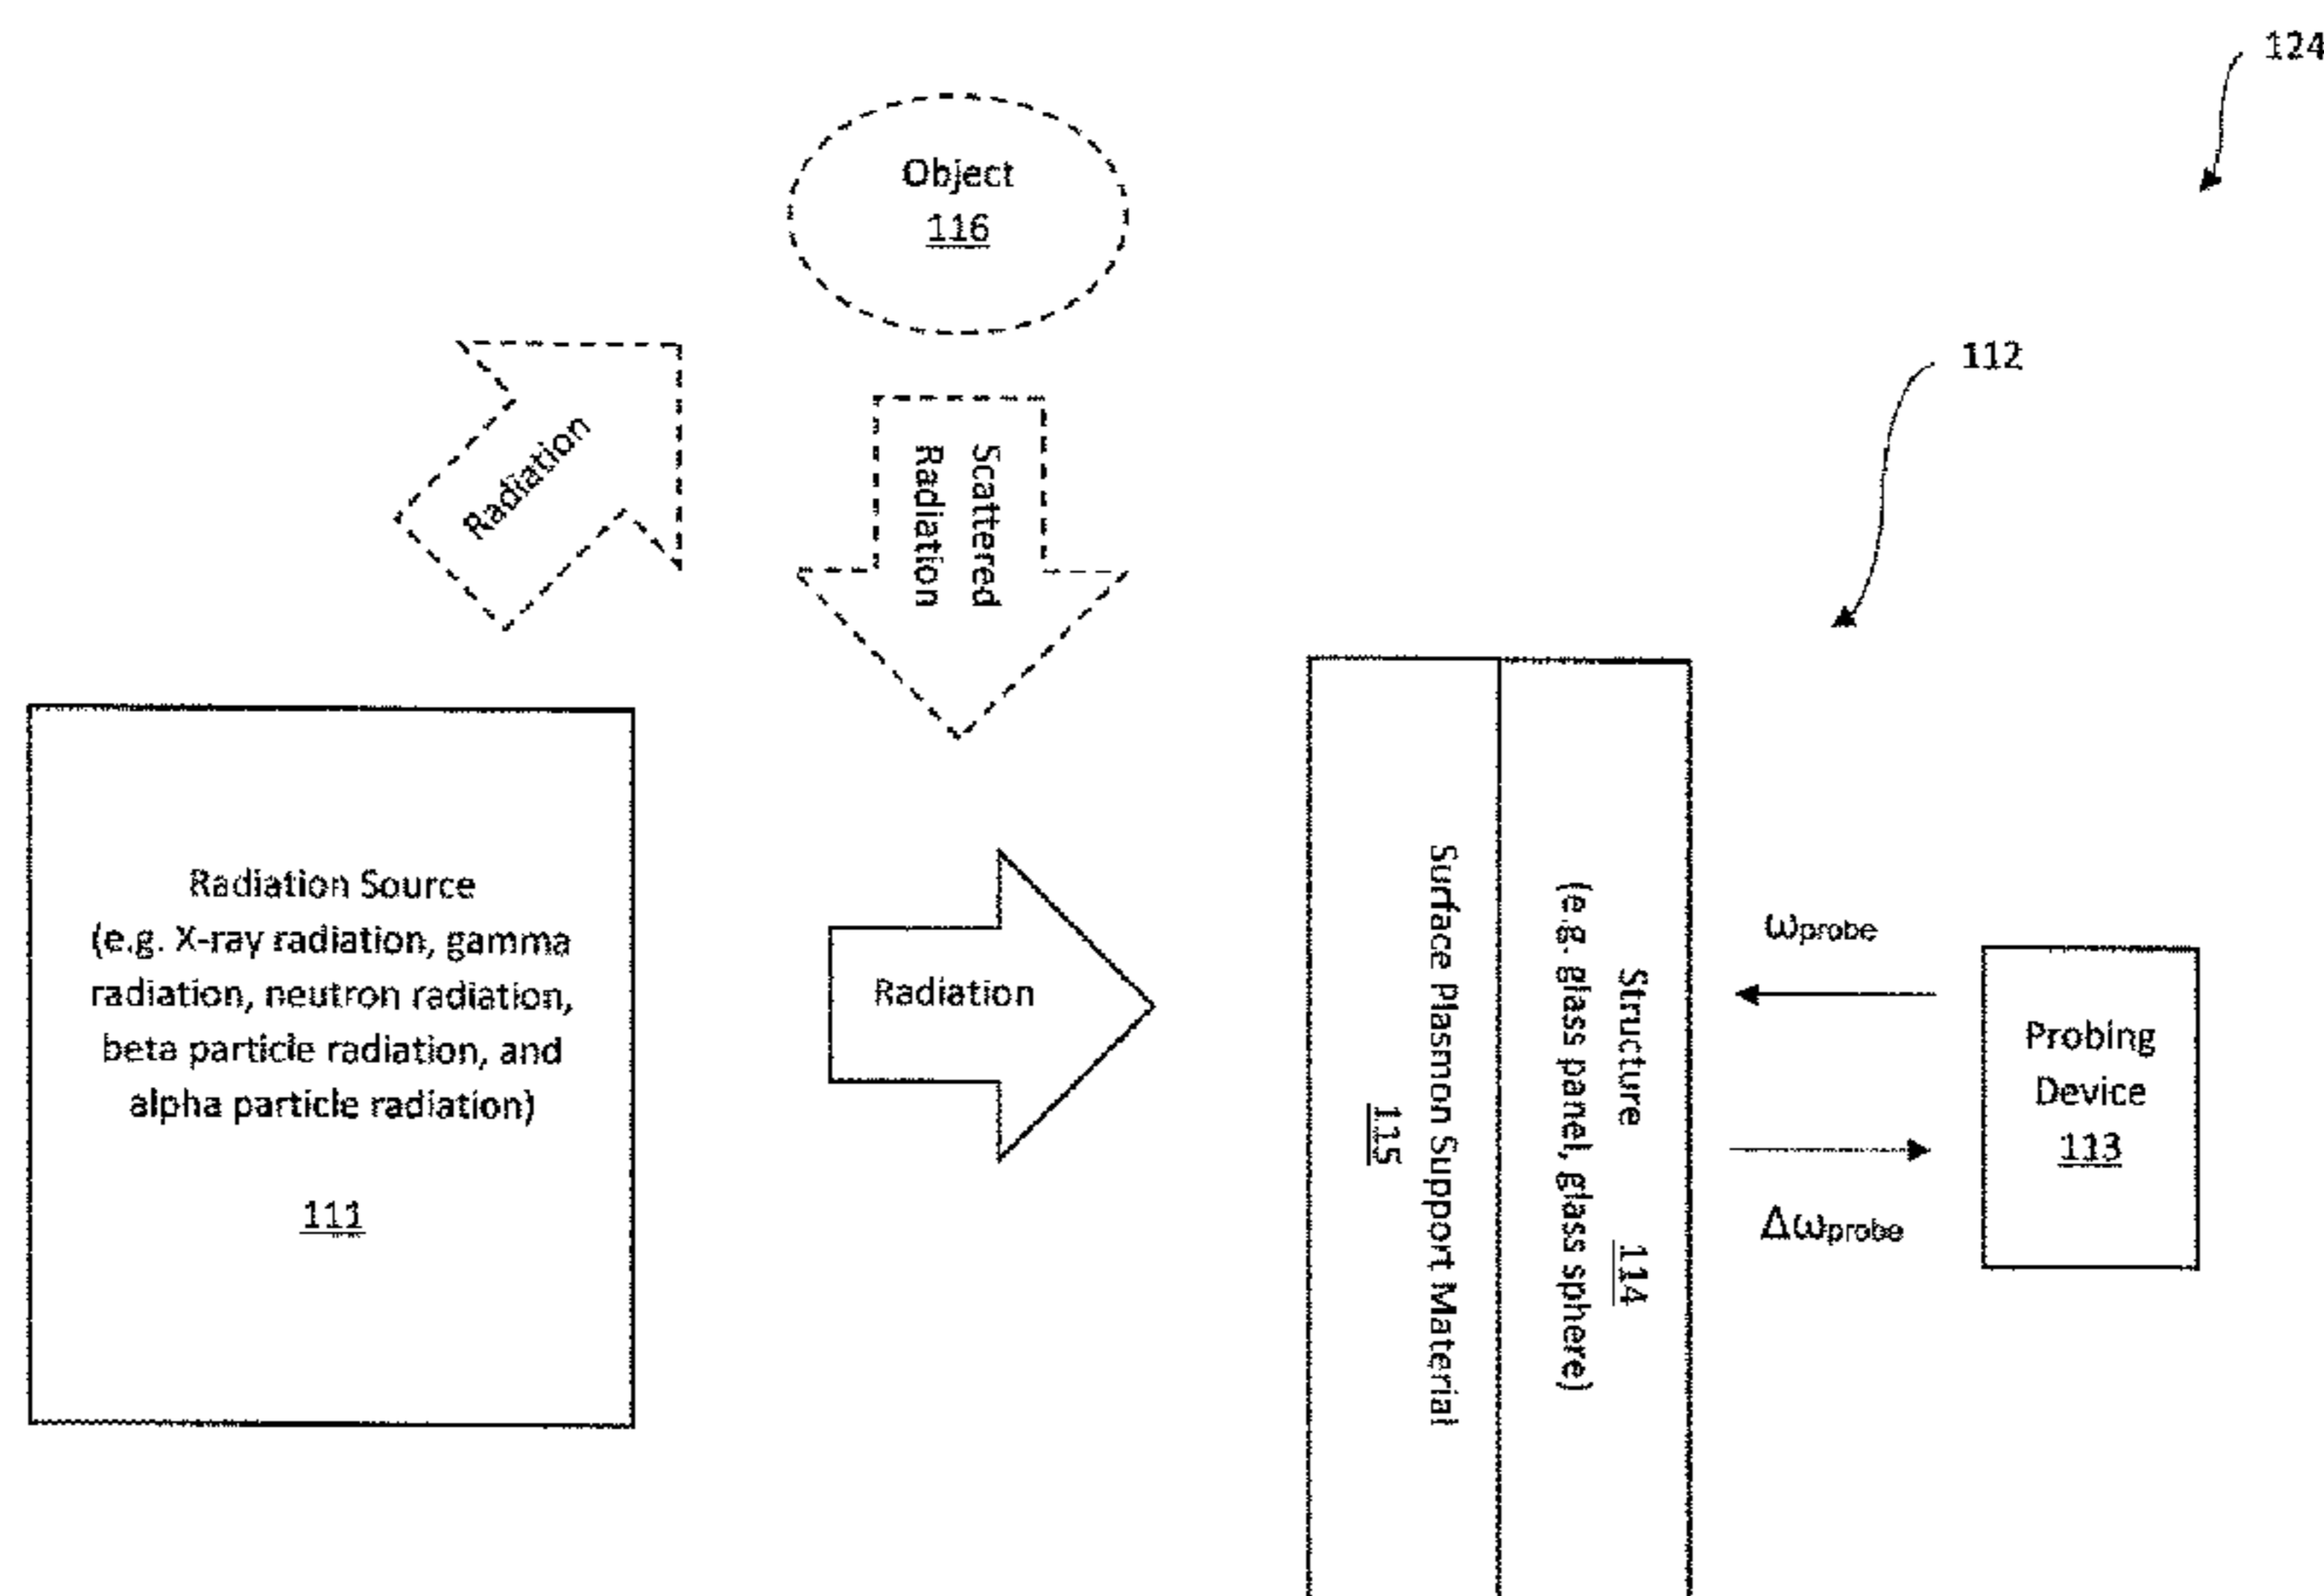 124
Object
116
112
Radiation
Scattered
Radiation
Radiation Source
(e.g. X-ray radiation, gamma
radiation, neutron radiation,
beta particle radiation, and
alpha particle radiation)
111
Radiation
Surface Plasmon Support Material
115
Structure 114
(e.g. glass panel, glass sphere)
ωprobe
Δωprobe
Probing
Device
113